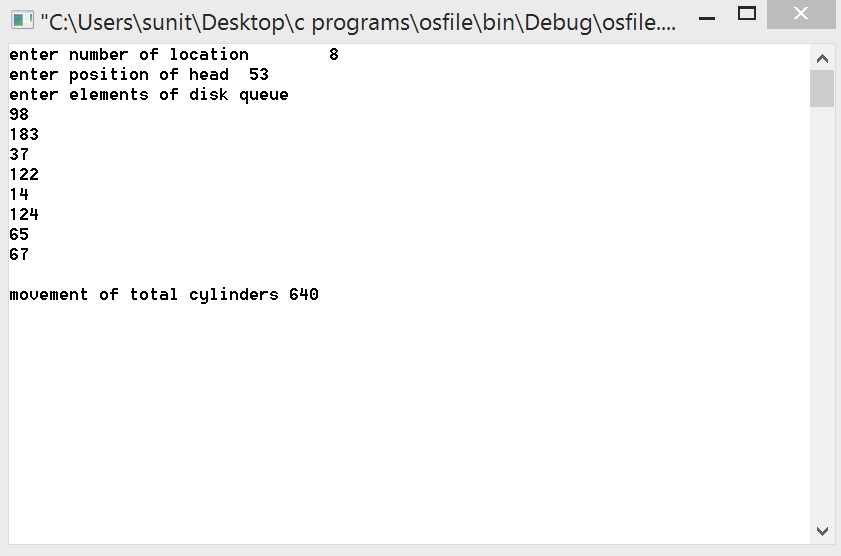 "C:\Users\sunit\Desktop\c programs\osfile\bin\Debug\osfile....
enter number of location        8
enter position of head  53
enter elements of disk queue
98
183
37
122
14
124
65
67
movement of total cylinders 640